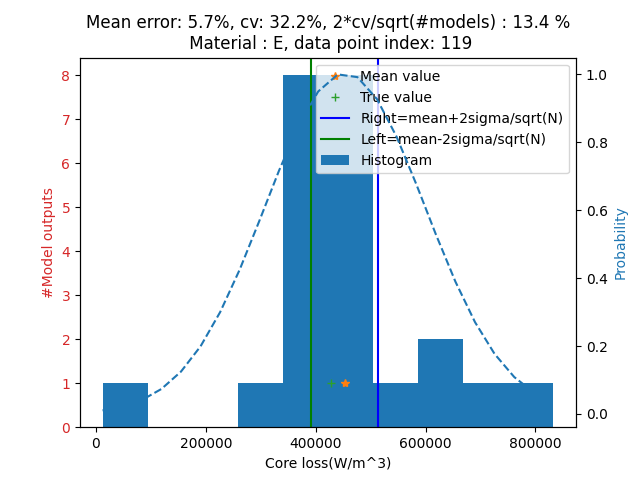 Mean error: 5.7%, cv: 32.2%, 2*cv/sqrt(#models) : 13.4 %
Material : E, data point index: 119
Mean value
True value
Right=mean+2sigma/sqrt(N)
Left=mean-2sigma/sqrt(N)
Histogram
#Model outputs
8
7
6
5
4
3
2
1
0
1.0
0.8
0.6
0.4
0.2
0.0
Probability
0
200000
400000
600000
800000
Core loss(W/m^3)